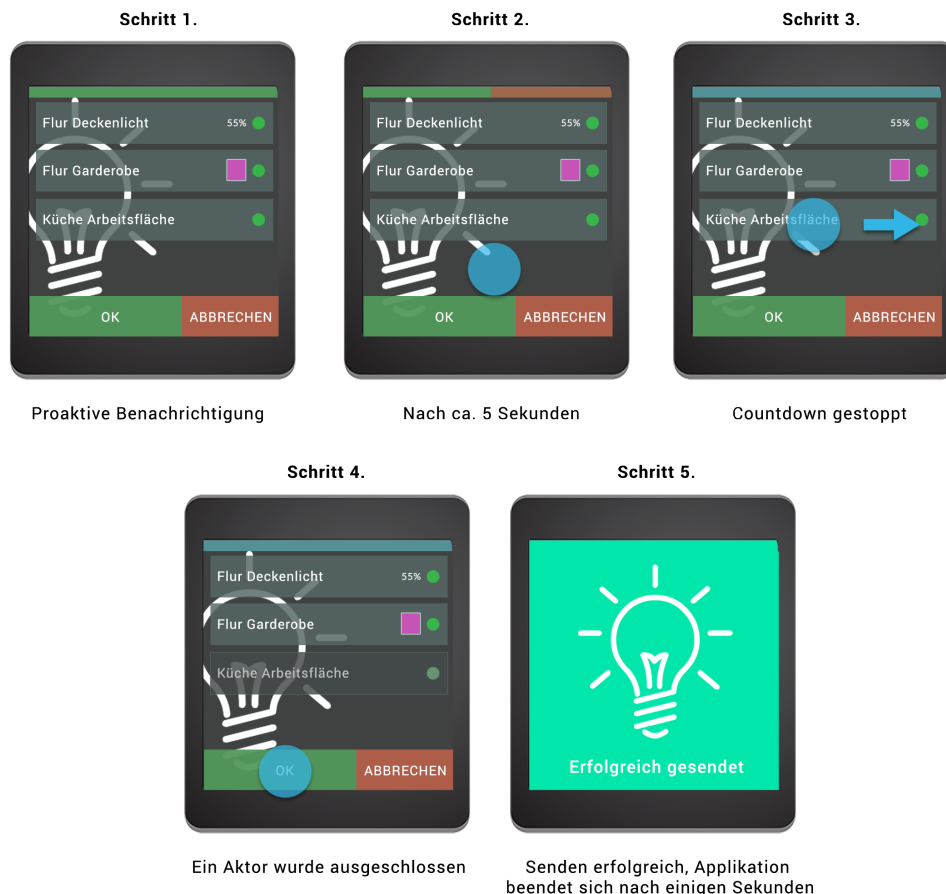 Schritt 1.
Flur Deckenlicht 55%
Flur Garderobe
Küche Arbeitsfläche
OK ABBRECHEN
Proaktive Benachrichtigung
Schritt 2.
Flur Deckenlicht 55%
Flur Garderobe
Küche Arbeitsfläche
OK ABBRECHEN
Nach ca. 5 Sekunden
Schritt 3.
Flur Deckenlicht 55%
Flur Garderobe
Küche Arbeitsfläche
OK ABBRECHEN
Countdown gestoppt
Schritt 4.
Flur Deckenlicht 55%
Flur Garderobe
Küche Arbeitsfläche
OK ABBRECHEN
Ein Aktor wurde ausgeschlossen
Schritt 5.
Erfolgreich gesendet
Senden erfolgreich, Applikation
beendet sich nach einigen Sekunden